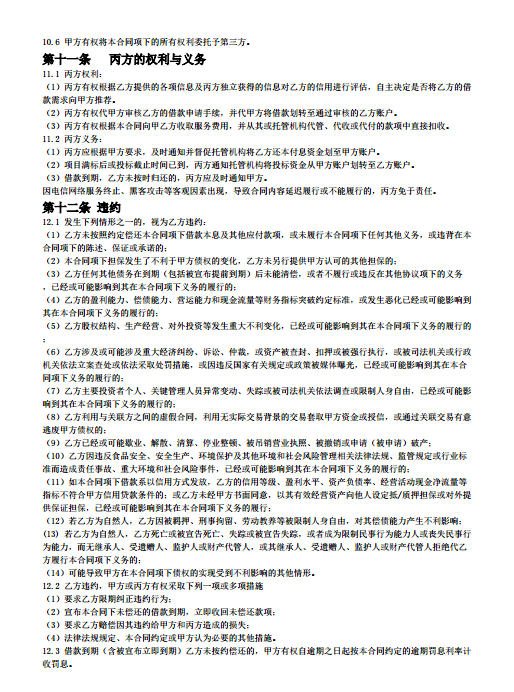 10.6 甲方有权将本合同项下的所有权利委托予第三方。
第十一条 丙方的权利与义务
11.1 丙方权利:
(1)丙方有权根据乙方提供的各项信息及丙方独立获得的信息对乙方的信用进行评估,自主决定是否将乙方的借
款需求向甲方推荐。
(2)丙方有权代甲方审核乙方的借款申请手续,并代甲方将借款划转至通过审核的乙方账户。
(3)丙方有权根据本合同向甲乙方收取服务费用,并从其或托管机构代管、代收或代付的款项中直接扣收。
11.2 丙方义务:
(1)丙方应根据甲方要求,及时通知并督促托管机构将乙方还本付息资金划至甲方账户。
(2)项目满标后或投标截止时间已到,丙方通知托管机构将投标资金从甲方账户划转至乙方账户。
(3)借款到期,乙方未按时归还的,丙方应及时通知甲方。
因电信网络服务终止、黑客攻击等客观因素出现,导致合同内容延迟履行或不能履行的,丙方免于责任。
第十二条 违约
12.1 发生下列情形之一的,视为乙方违约:
(1)乙方未按照约定偿还本合同项下借款本息及其他应付款项,或未履行本合同项下任何其他义务,或违背在本
合同项下的陈述、保证或承诺的;
(2)本合同项下担保发生了不利于甲方债权的变化,乙方未另行提供甲方认可的其他担保的;
(3)乙方任何其他债务在到期(包括被宣布提前到期)后未能清偿,或者不履行或违反在其他协议项下的义务
,已经或可能影响到其在本合同项下义务的履行的;
(4)乙方的盈利能力、偿债能力、营运能力和现金流量等财务指标突破约定标准,或发生恶化已经或可能影响到
其在本合同项下义务的履行的;
(5)乙方股权结构、生产经营、对外投资等发生重大不利变化,已经或可能影响到其在本合同项下义务的履行的
;
(6)乙方涉及或可能涉及重大经济纠纷、诉讼、仲裁,或资产被查封、扣押或被强行执行,或被司法机关或行政
机关依法立案查处或依法采取处罚措施,或因违反国家有关规定或政策被媒体曝光,已经或可能影响到其在本合
同项下义务的履行的;
(7)乙方主要投资者个人、关键管理人员异常变动、失踪或被司法机关依法调查或限制人身自由,已经或可能影
响到其在本合同项下义务的履行的;
(8)乙方利用与关联方之间的虚假合同,利用无实际交易背景的交易套取甲方资金或授信,或通过关联交易有意
逃废甲方债权的;
(9)乙方已经或可能歇业、解散、清算、停业整顿、被吊销营业执照、被撤销或申请(被申请)破产;
(10)乙方因违反食品安全、安全生产、环境保护及其他环境和社会风险管理相关法律法规、监管规定或行业标
准而造成责任事故、重大环境和社会风险事件,已经或可能影响到其在本合同项下义务的履行的;
(11)如本合同项下借款系以信用方式发放,乙方的信用等级、盈利水平、资产负债率、经营活动现金净流量等
指标不符合甲方信用贷款条件的;或乙方未经甲方书面同意,以其有效经营资产向他人设定抵/质押担保或对外提
供保证担保,已经或可能影响到其在本合同项下义务的履行;
(12)若乙方为自然人,乙方因被羁押、刑事拘留、劳动教养等被限制人身自由,对其偿债能力产生不利影响;
(13) 若乙方为自然人,乙方死亡或被宣告死亡、失踪或被宣告失踪,或者成为限制民事行为能力人或丧失民事行
为能力,而无继承人、受遗赠人、监护人或财产代管人,或其继承人、受遗赠人、监护人或财产代管人拒绝代乙
方履行本合同项下义务的;
(14)可能导致甲方在本合同项下债权的实现受到不利影响的其他情形。
12.2 乙方违约,甲方或丙方有权采取下列一项或多项措施
(1)要求乙方限期纠正违约行为;
(2)宣布本合同下未偿还的借款到期,立即收回未偿还款项;
(3)要求乙方赔偿因其违约给甲方和丙方造成的损失;
(4)法律法规规定、本合同约定或甲方认为必要的其他措施。
12.3 借款到期(含被宣布立即到期)乙方未按约偿还的,甲方有权自逾期之日起按本合同约定的逾期罚息利率计
收罚息。